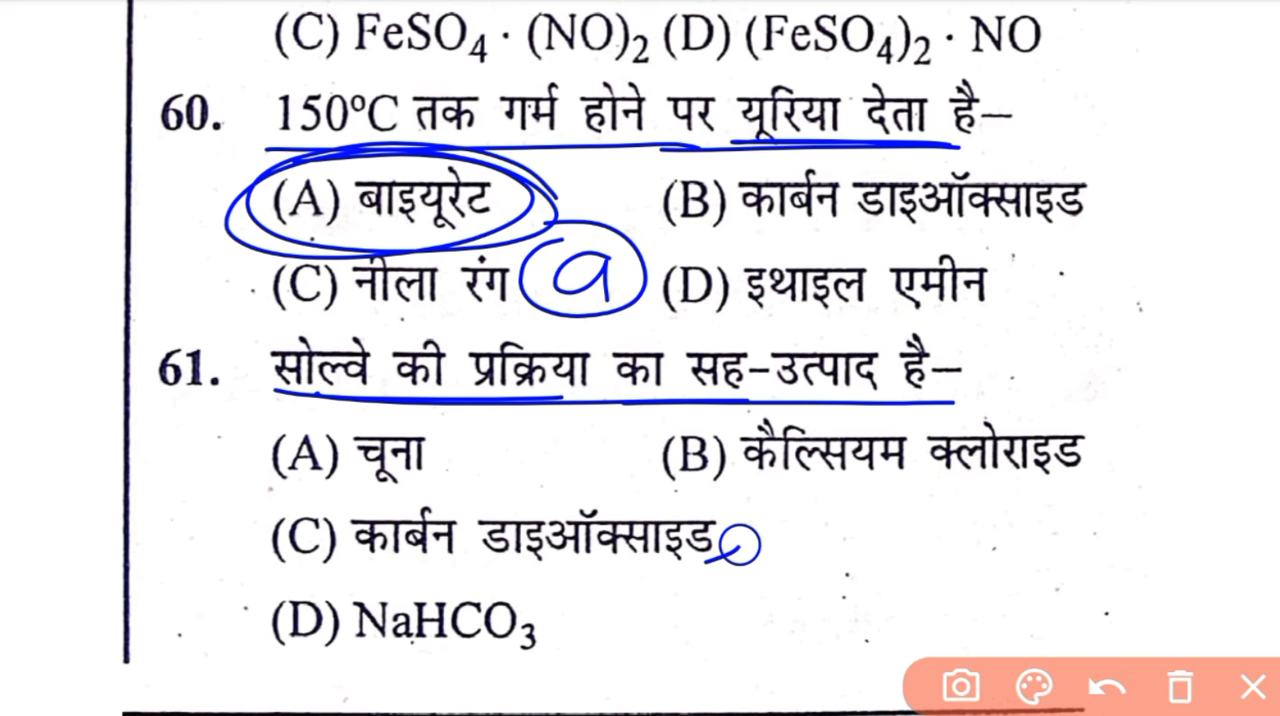 (C) FeSO₄ · (NO)₂ (D) (FeSO₄)₂ · NO
60. 150°C तक गर्म होने पर यूरिया देता है–
(A) बाइयूरेट (B) कार्बन डाइऑक्साइड
(C) नीला रंग a (D) इथाइल एमीन
61. सोल्वे की प्रक्रिया का सह-उत्पाद है–
(A) चूना (B) कैल्सियम क्लोराइड
(C) कार्बन डाइऑक्साइड
(D) NaHCO₃